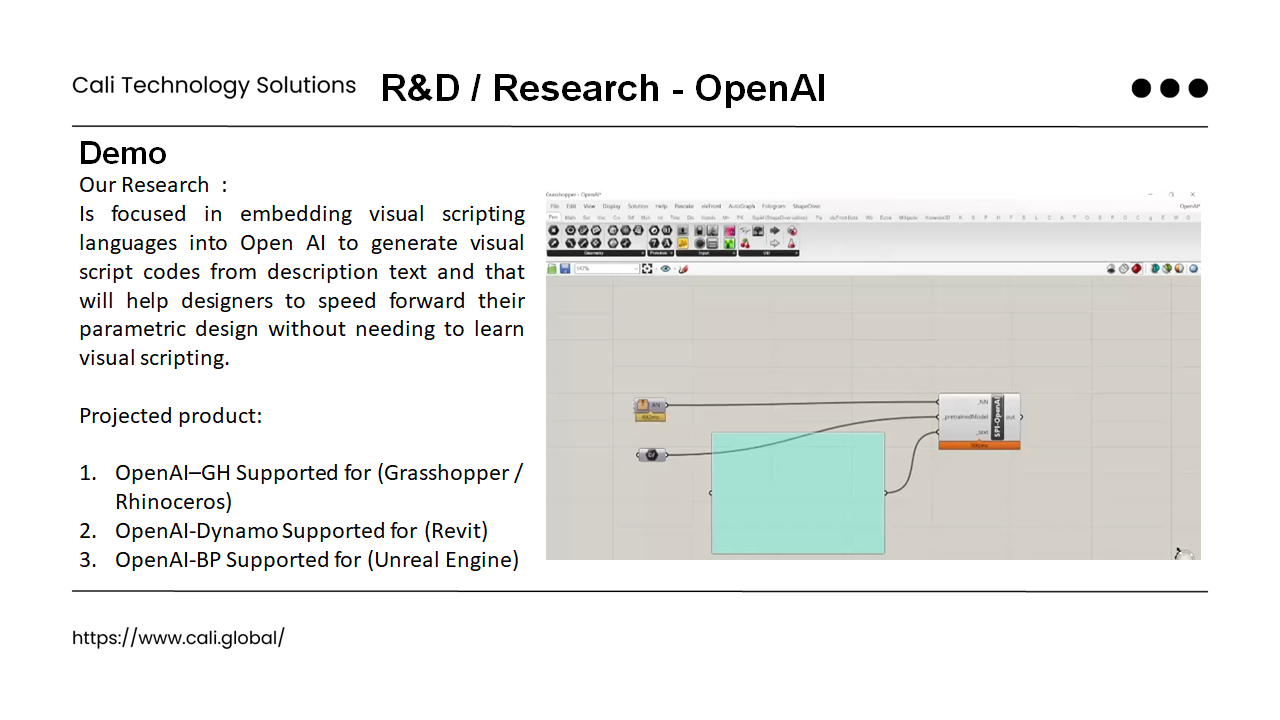 Cali Technology Solutions
R&D / Research - OpenAI
Demo
Our Research :
Is focused in embedding visual scripting
languages into Open AI to generate visual
script codes from description text and that
will help designers to speed forward their
parametric design without needing to learn
visual scripting.
Projected product:
1. OpenAI–GH Supported for (Grasshopper /
Rhinoceros)
2. OpenAI-Dynamo Supported for (Revit)
3. OpenAI-BP Supported for (Unreal Engine)
Grasshopper - OpenAI*
File Edit View Display Solution Help Pancake eleFront AutoGraph Fologram ShapeDiver OpenAI*
Geometry Primitive Input Util
147%
AN
_NN
_pretrainedModel
_text
SPI-OpenAI
out
https://www.cali.global/